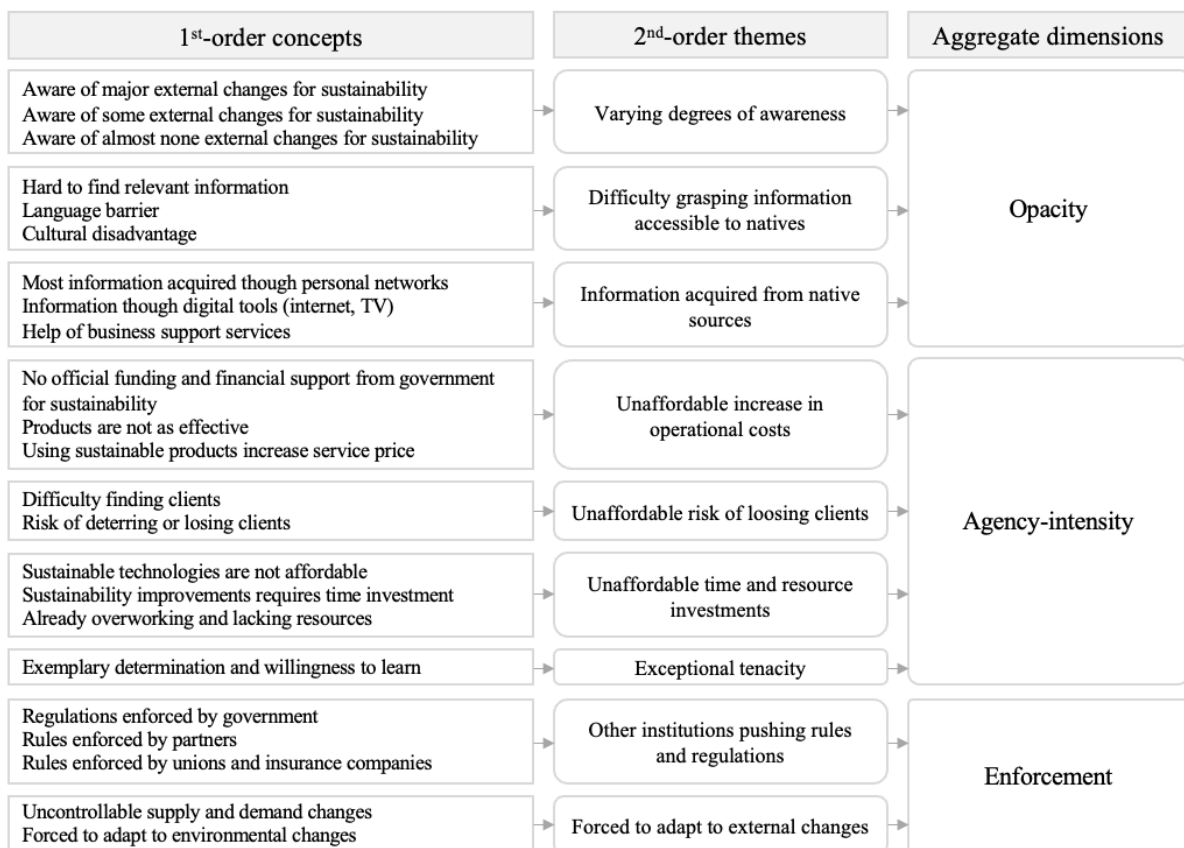 1st-order concepts
2nd-order themes
Aggregate dimensions
Aware of major external changes for sustainability
Aware of some external changes for sustainability
Aware of almost none external changes for sustainability
Varying degrees of awareness
Hard to find relevant information
Language barrier
Cultural disadvantage
Difficulty grasping information
accessible to natives
Most information acquired though personal networks
Information though digital tools (internet, TV)
Help of business support services
Information acquired from native
sources
Opacity
No official funding and financial support from government
for sustainability
Products are not as effective
Using sustainable products increase service price
Unaffordable increase in
operational costs
Difficulty finding clients
Risk of deterring or losing clients
Unaffordable risk of loosing clients
Sustainable technologies are not affordable
Sustainability improvements requires time investment
Already overworking and lacking resources
Unaffordable time and resource
investments
Exemplary determination and willingness to learn
Exceptional tenacity
Agency-intensity
Regulations enforced by government
Rules enforced by partners
Rules enforced by unions and insurance companies
Other institutions pushing rules
and regulations
Uncontrollable supply and demand changes
Forced to adapt to environmental changes
Forced to adapt to external changes
Enforcement